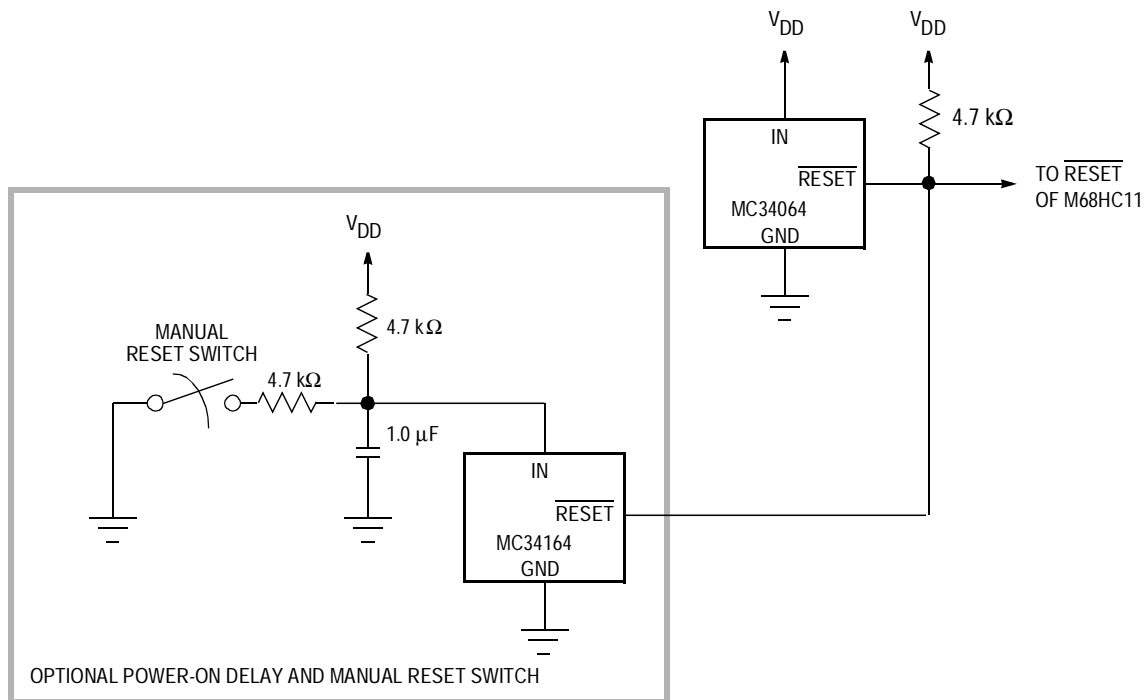 V_DD
V_DD
4.7 kΩ
IN
RESET
MC34064
GND
TO RESET
OF M68HC11
V_DD
4.7 kΩ
MANUAL
RESET SWITCH
4.7 kΩ
1.0 μF
IN
RESET
MC34164
GND
OPTIONAL POWER-ON DELAY AND MANUAL RESET SWITCH